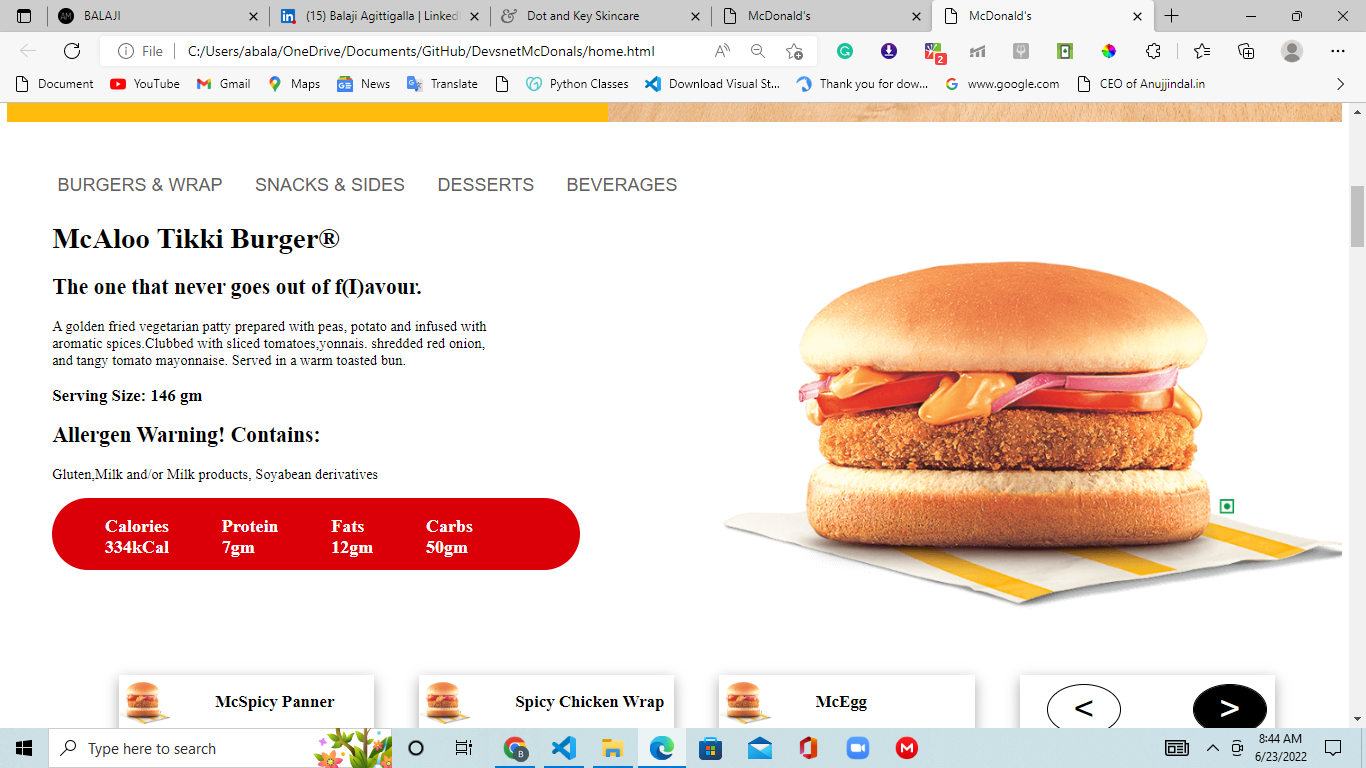 BALAJI
(15) Balaji Agittigalla | LinkedI
Dot and Key Skincare
McDonald's
McDonald's
File
C:/Users/abala/OneDrive/Documents/GitHub/DevsnetMcDonals/home.html
2
Document
YouTube
Gmail
Maps
News
Translate
Python Classes
Download Visual St...
Thank you for dow...
www.google.com
CEO of Anujjindal.in
BURGERS & WRAP
SNACKS & SIDES
DESSERTS
BEVERAGES
McAloo Tikki Burger®
The one that never goes out of f(I)avour.
A golden fried vegetarian patty prepared with peas, potato and infused with
aromatic spices.Clubbed with sliced tomatoes,yonnais. shredded red onion,
and tangy tomato mayonnaise. Served in a warm toasted bun.
Serving Size: 146 gm
Allergen Warning! Contains:
Gluten,Milk and/or Milk products, Soyabean derivatives
Calories Protein Fats Carbs
334kCal 7gm 12gm 50gm
McSpicy Panner
Spicy Chicken Wrap
McEgg
< >
Type here to search
8:44 AM
6/23/2022